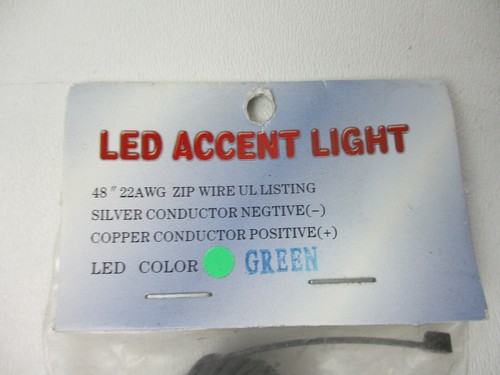 LED ACCENT LIGHT
48" 22AWG ZIP WIRE UL LISTING
SILVER CONDUCTOR NEGTIVE(-)
COPPER CONDUCTOR POSITIVE(+)
LED COLOR GREEN